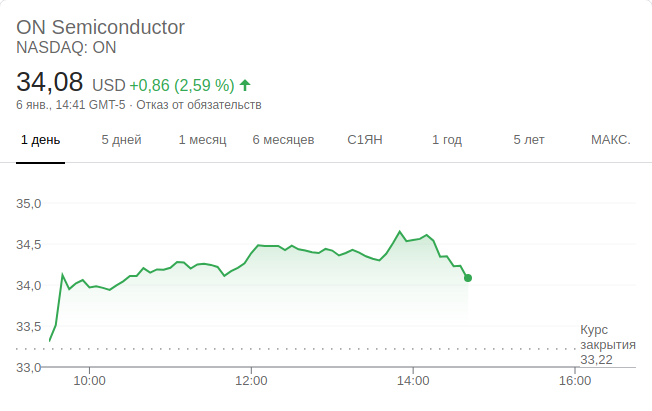 ON Semiconductor
NASDAQ: ON
34,08 USD +0,86 (2,59 %)
6 янв., 14:41 GMT-5 · Отказ от обязательств
1 день 5 дней 1 месяц 6 месяцев С1ЯН 1 год 5 лет МАКС.
35,0
34,5
34,0
33,5
Курс
закрытия
33,22
33,0
10:00 12:00 14:00 16:00